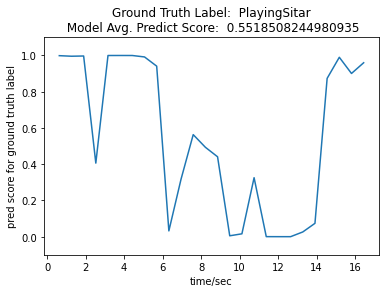 Ground Truth Label:  PlayingSitar
Model Avg. Predict Score:  0.5518508244980935
pred score for ground truth label
1.0
0.8
0.6
0.4
0.2
0.0
0 2 4 6 8 10 12 14 16
time/sec